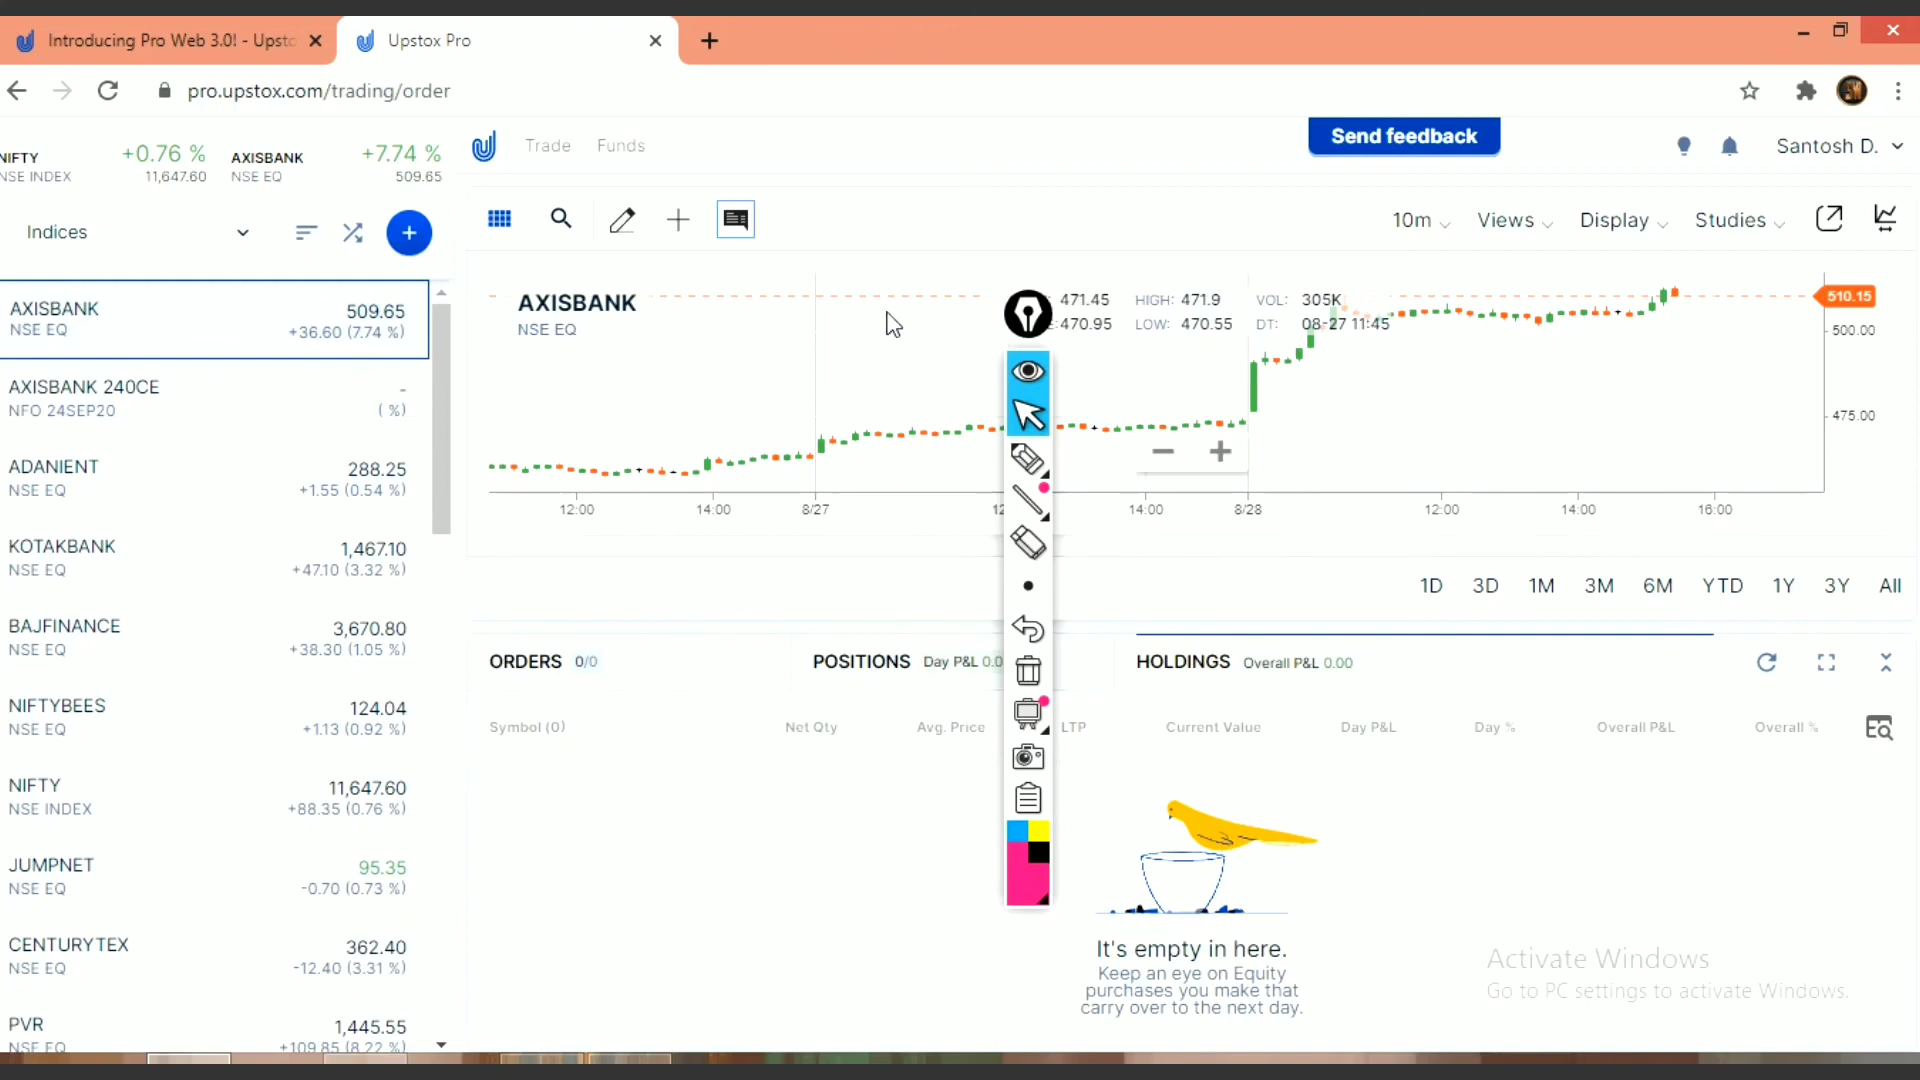 Introducing Pro Web 3.0! - Upsto
Upstox Pro
pro.upstox.com/trading/order
NIFTY
+0.76 %
AXISBANK
+7.74 %
NSE INDEX
11,647.60
NSE EQ
509.65
Trade
Funds
Send feedback
Santosh D.
Indices
10m
Views
Display
Studies
AXISBANK
509.65
NSE EQ
+36.60 (7.74 %)
AXISBANK 240CE
-
NFO 24SEP20
( %)
ADANIENT
288.25
NSE EQ
+1.55 (0.54 %)
KOTAKBANK
1,467.10
NSE EQ
+47.10 (3.32 %)
BAJFINANCE
3,670.80
NSE EQ
+38.30 (1.05 %)
NIFTYBEES
124.04
NSE EQ
+1.13 (0.92 %)
NIFTY
11,647.60
NSE INDEX
+88.35 (0.76 %)
JUMPNET
95.35
NSE EQ
-0.70 (0.73 %)
CENTURYTEX
362.40
NSE EQ
-12.40 (3.31 %)
PVR
1,445.55
NSE EQ
+109.85 (8.22 %)
AXISBANK
NSE EQ
471.45 HIGH: 471.9 VOL: 305K
:470.95 LOW: 470.55 DT: 08-27 11:45
510.15
500.00
475.00
12:00
14:00
8/27
14:00
8/28
12:00
14:00
16:00
1D 3D 1M 3M 6M YTD 1Y 3Y All
ORDERS 0/0
POSITIONS Day P&L 0.0
HOLDINGS Overall P&L 0.00
Symbol (0)
Net Qty
Avg. Price
LTP
Current Value
Day P&L
Day %
Overall P&L
Overall %
It's empty in here.
Keep an eye on Equity
purchases you make that
carry over to the next day.
Activate Windows
Go to PC settings to activate Windows.